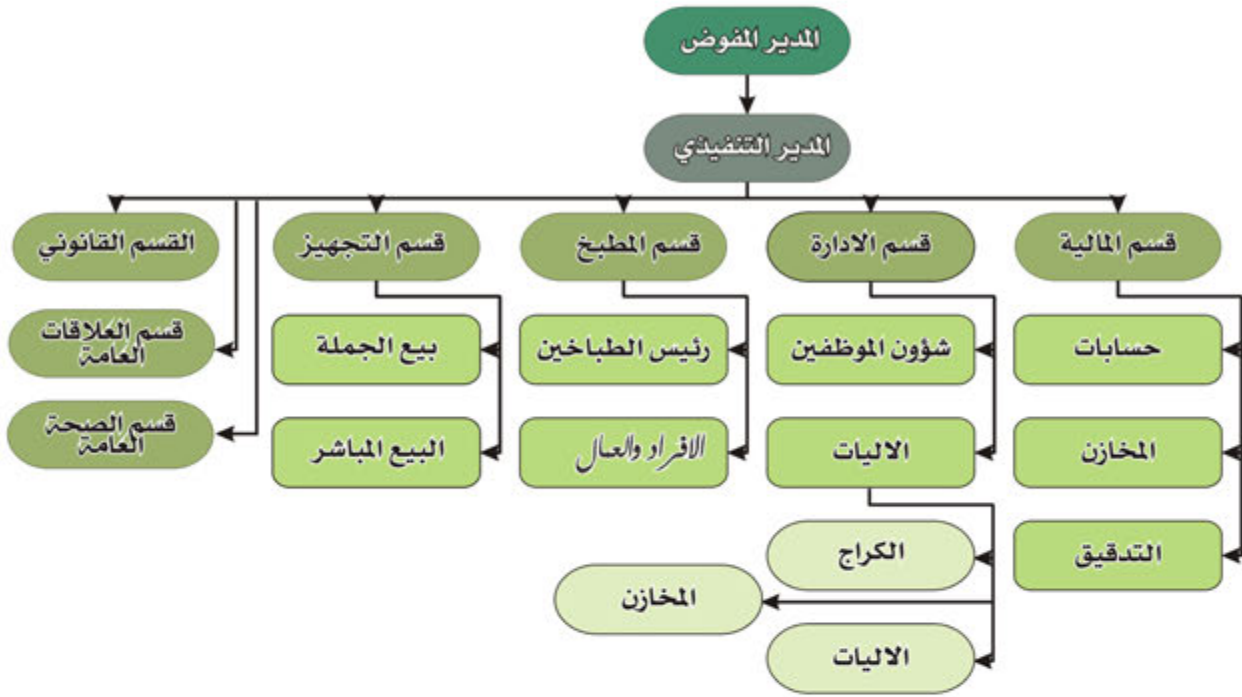 المدير المفوض
المدير التنفيذي
قسم المالية
قسم الادارة
قسم المطبخ
قسم التجهيز
القسم القانوني
حسابات
شؤون الموظفين
رئيس الطباخين
بيع الجملة
قسم العلاقات
العامة
المخازن
الاليات
الافراد والعمال
البيع المباشر
قسم الصحة
العامة
التدقيق
الكراج
المخازن
الاليات